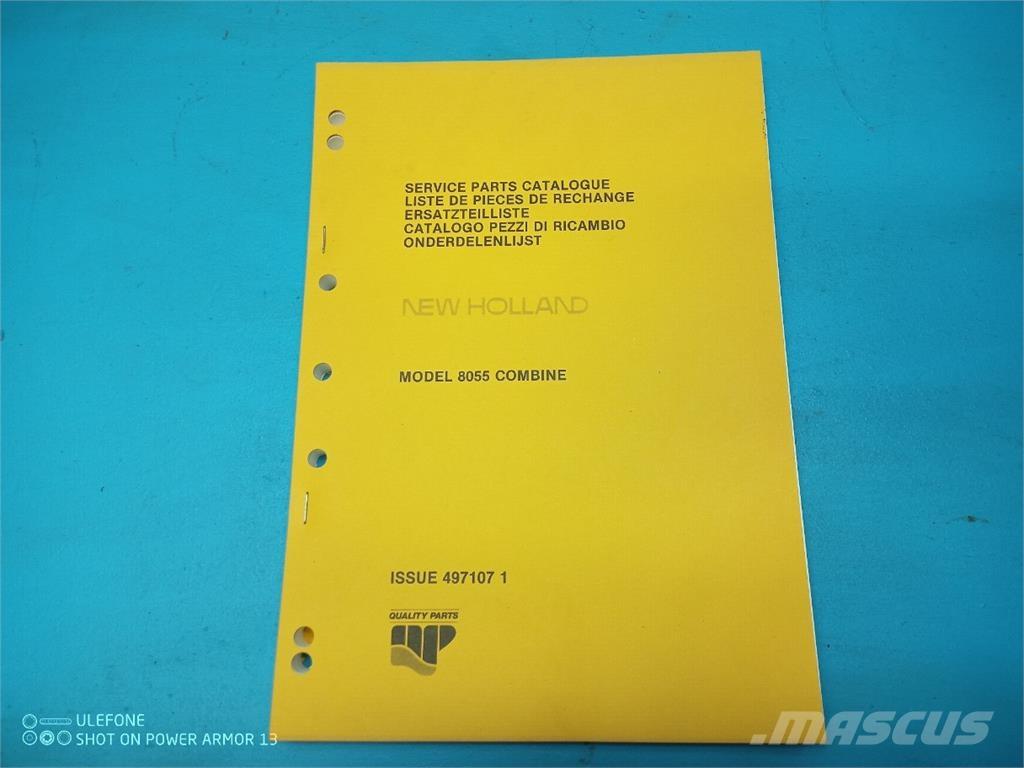 SERVICE PARTS CATALOGUE
LISTE DE PIECES DE RECHANGE
ERSATZTEILLISTE
CATALOGO PEZZI DI RICAMBIO
ONDERDELENLIJST
NEW HOLLAND
MODEL 8055 COMBINE
ISSUE 497107 1
QUALITY PARTS
QP
ULEFONE
SHOT ON POWER ARMOR 13
MASCUS